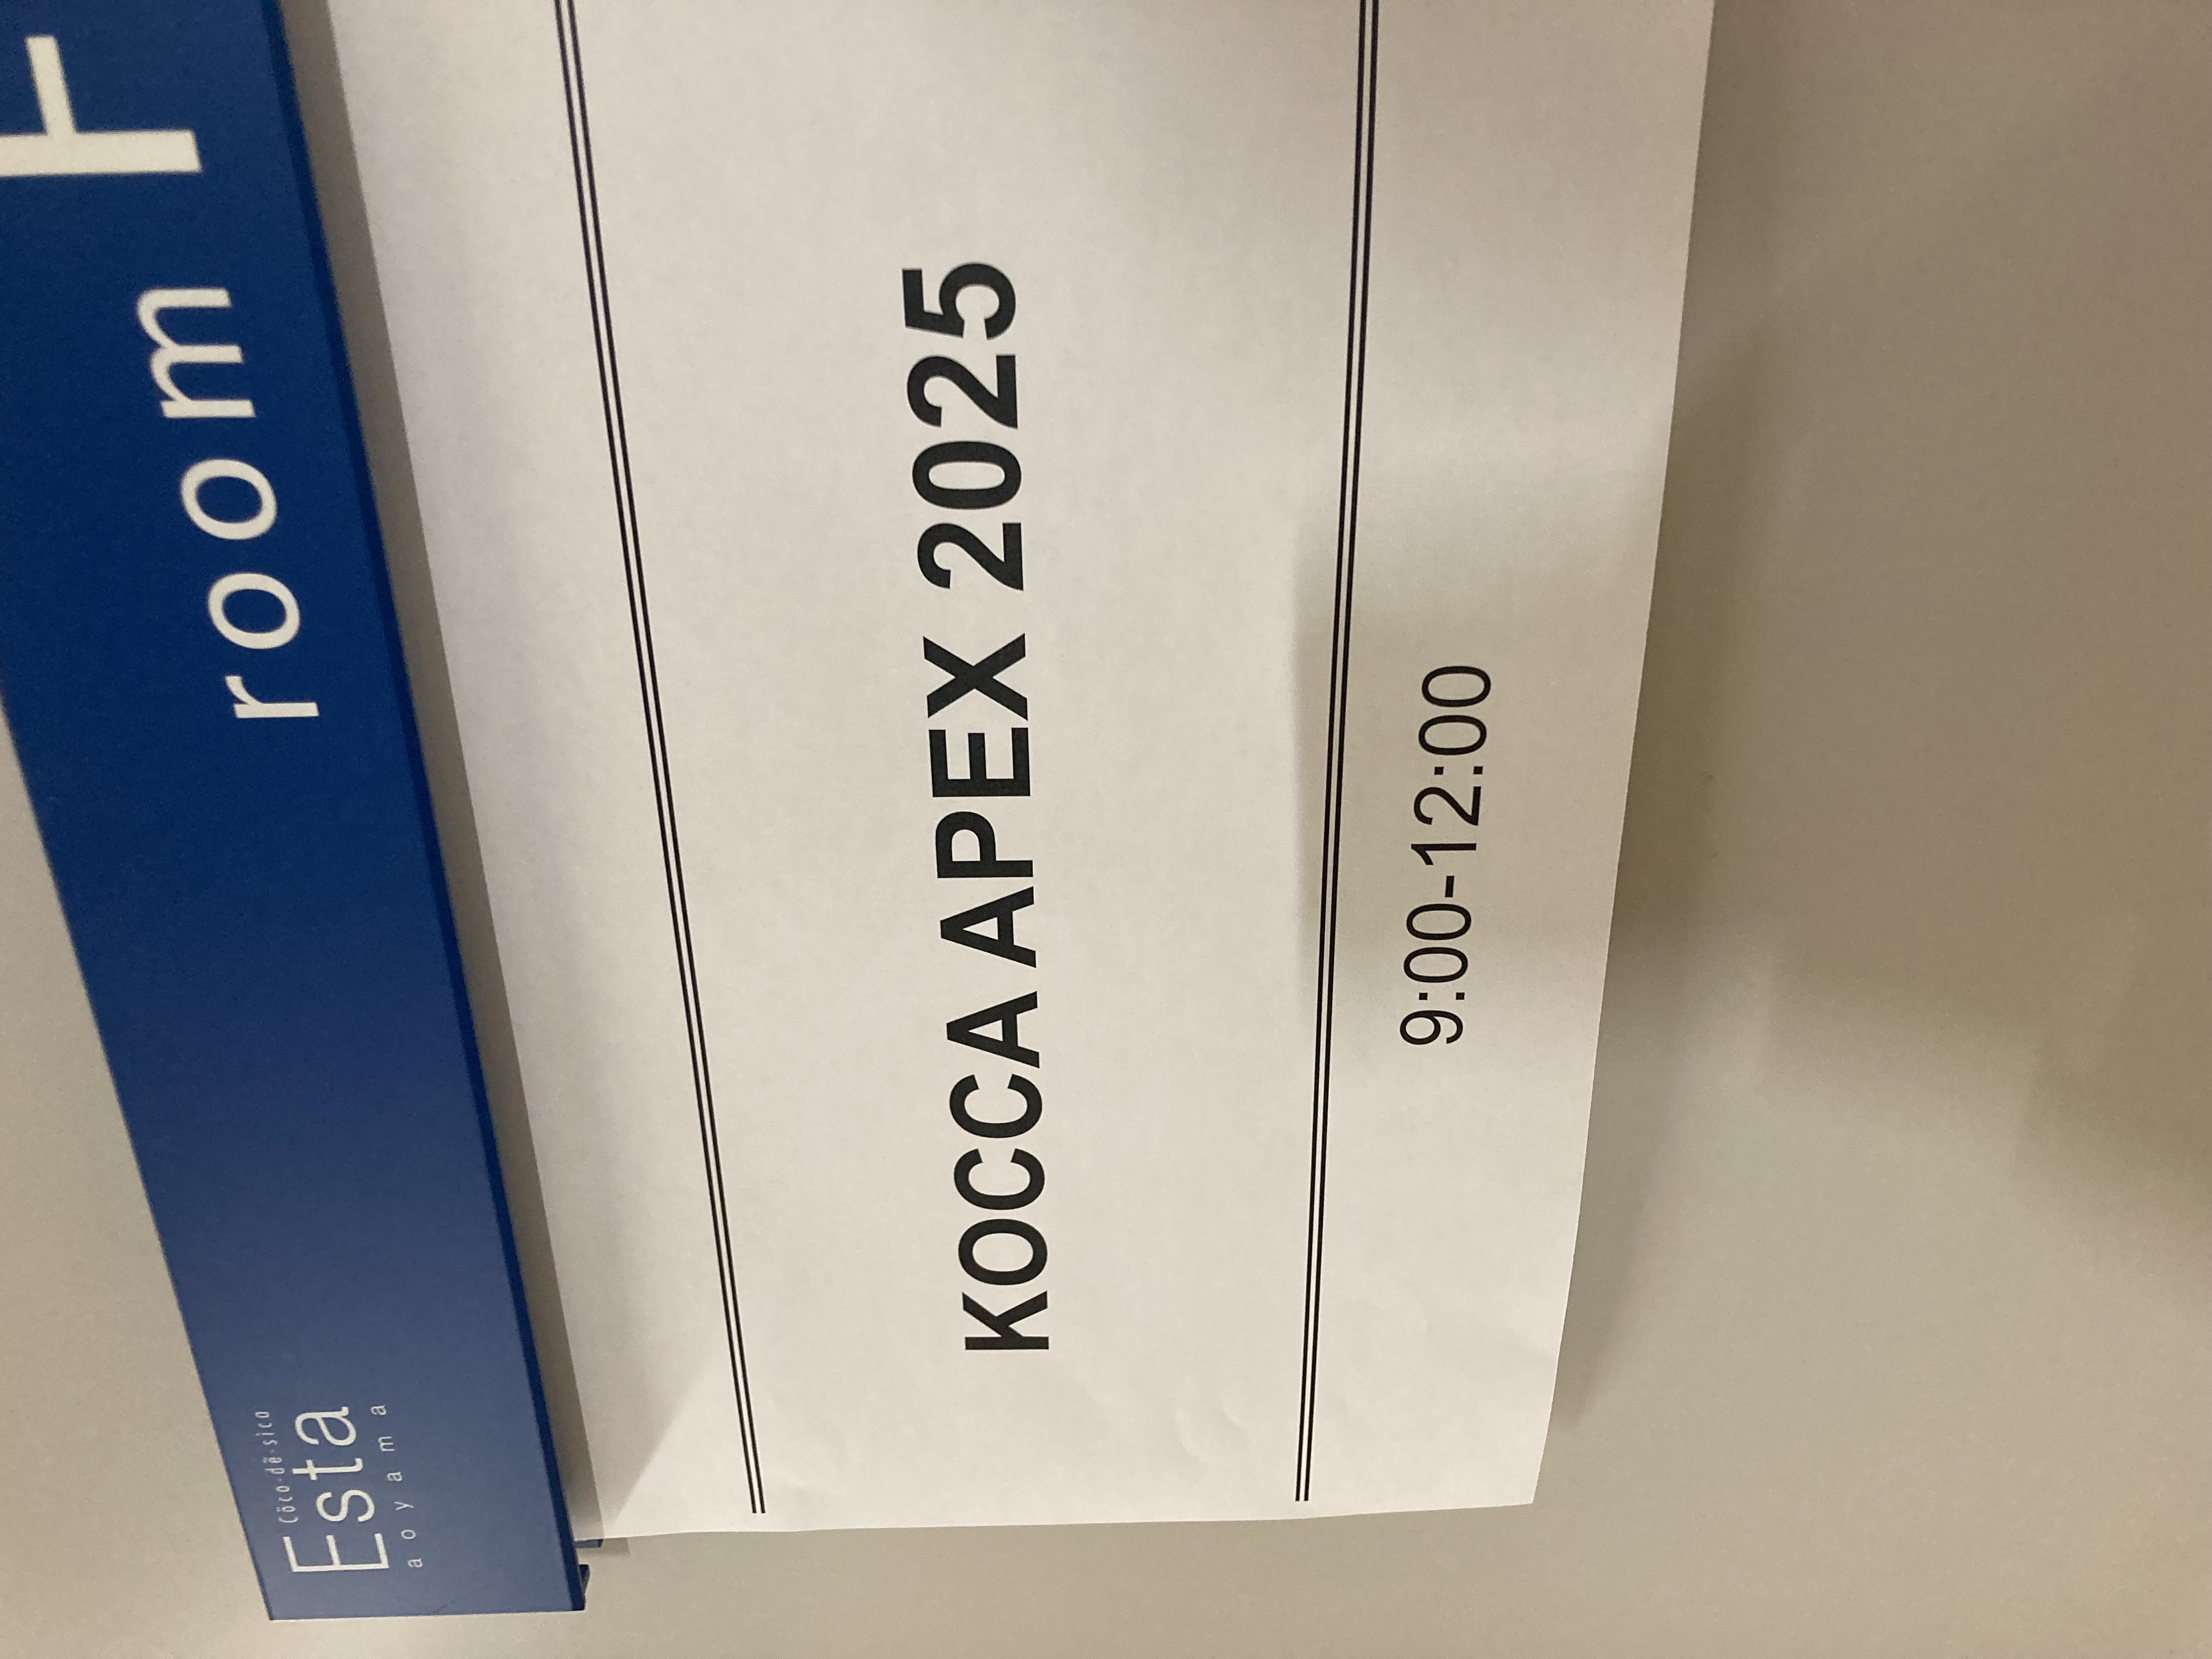 Esta
aoyama
room F
KOCCA APEX 2025
9:00-12:00